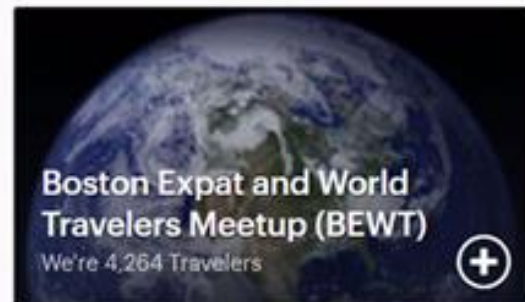 Boston Expat and World
Travelers Meetup (BEWT)
We're 4,264 Travelers